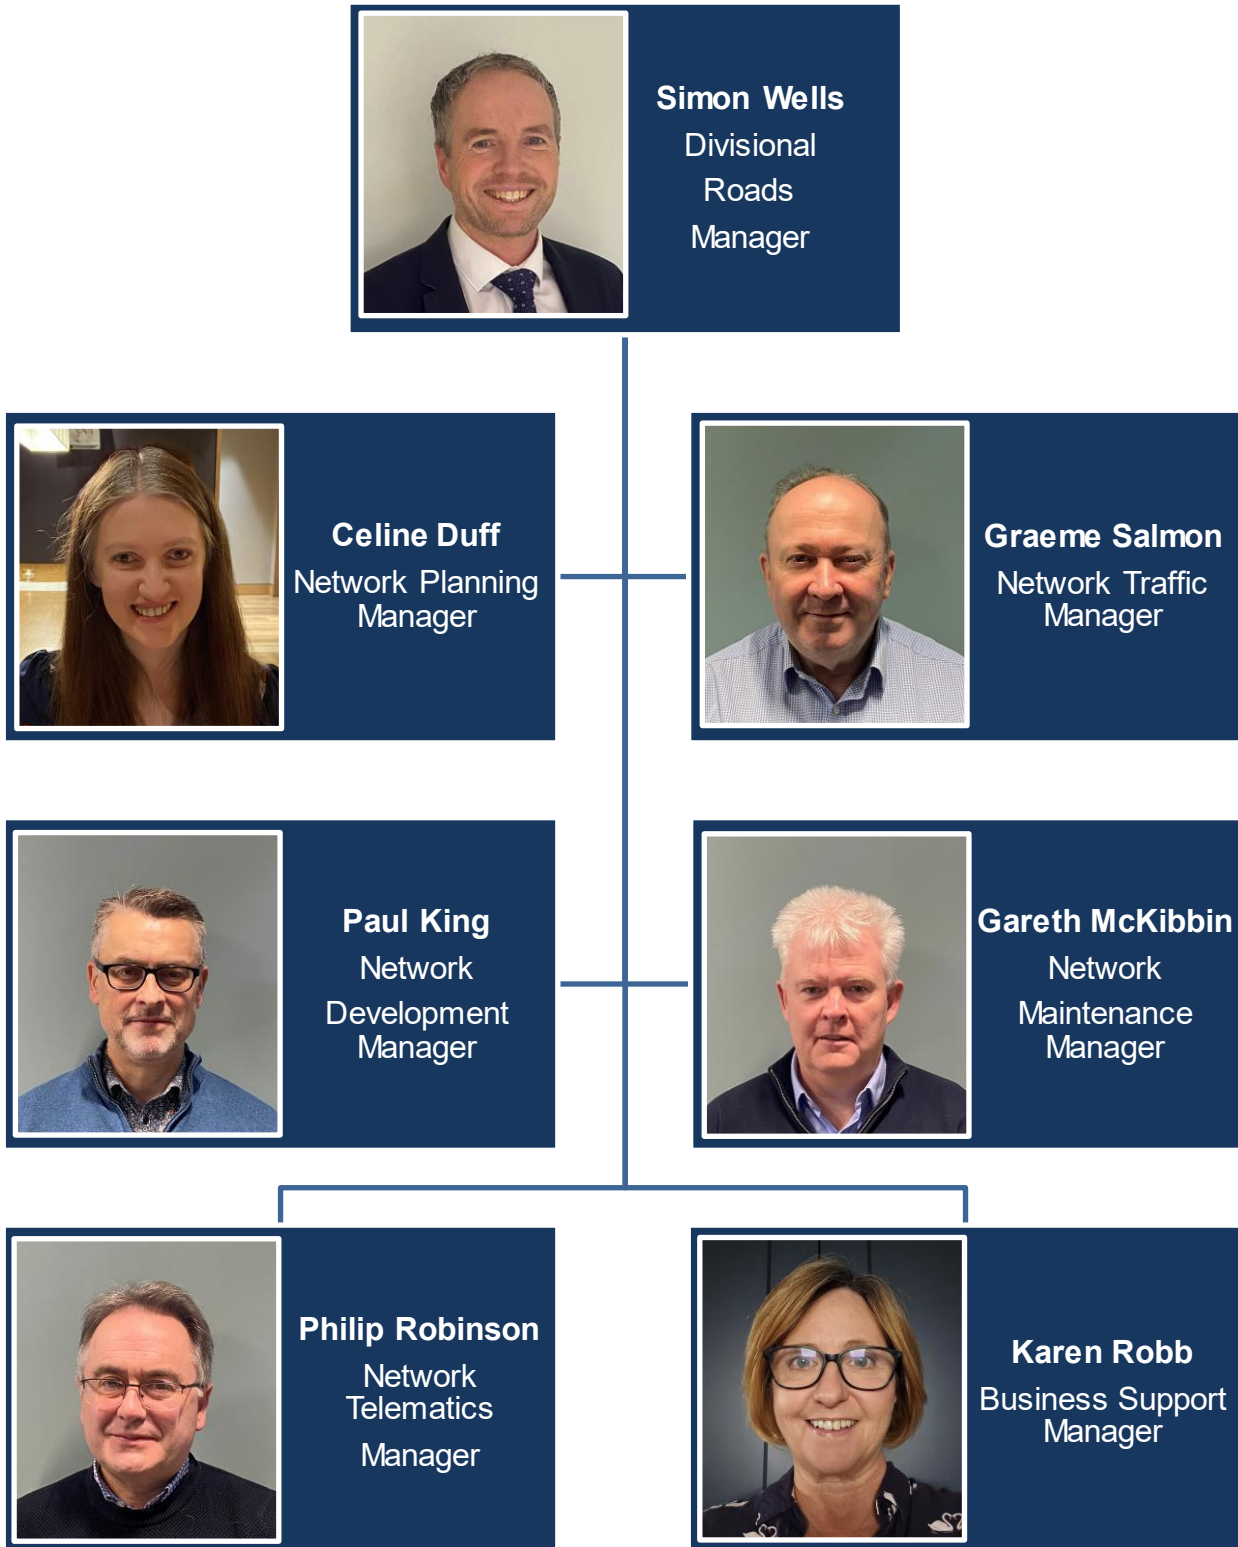 Simon Wells
Divisional
Roads
Manager
Celine Duff
Network Planning
Manager
Graeme Salmon
Network Traffic
Manager
Paul King
Network
Development
Manager
Gareth McKibbin
Network
Maintenance
Manager
Philip Robinson
Network
Telematics
Manager
Karen Robb
Business Support
Manager